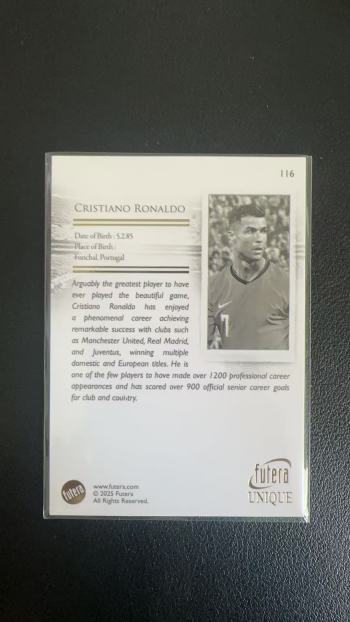 116
CRISTIANO RONALDO
Date of Birth : 5.2.85
Place of Birth :
Funchal, Portugal
Arguably the greatest player to have
ever played the beautiful game,
Cristiano Ronaldo has enjoyed
a phenomenal career achieving
remarkable success with clubs such
as Manchester United, Real Madrid,
and Juventus, winning multiple
domestic and European titles. He is
one of the few players to have made over 1200 professional career
appearances and has scored over 900 official senior career goals
for club and country.
7
futera
www.futera.com
© 2025 Futera
All Rights Reserved.
futera
UNIQUE